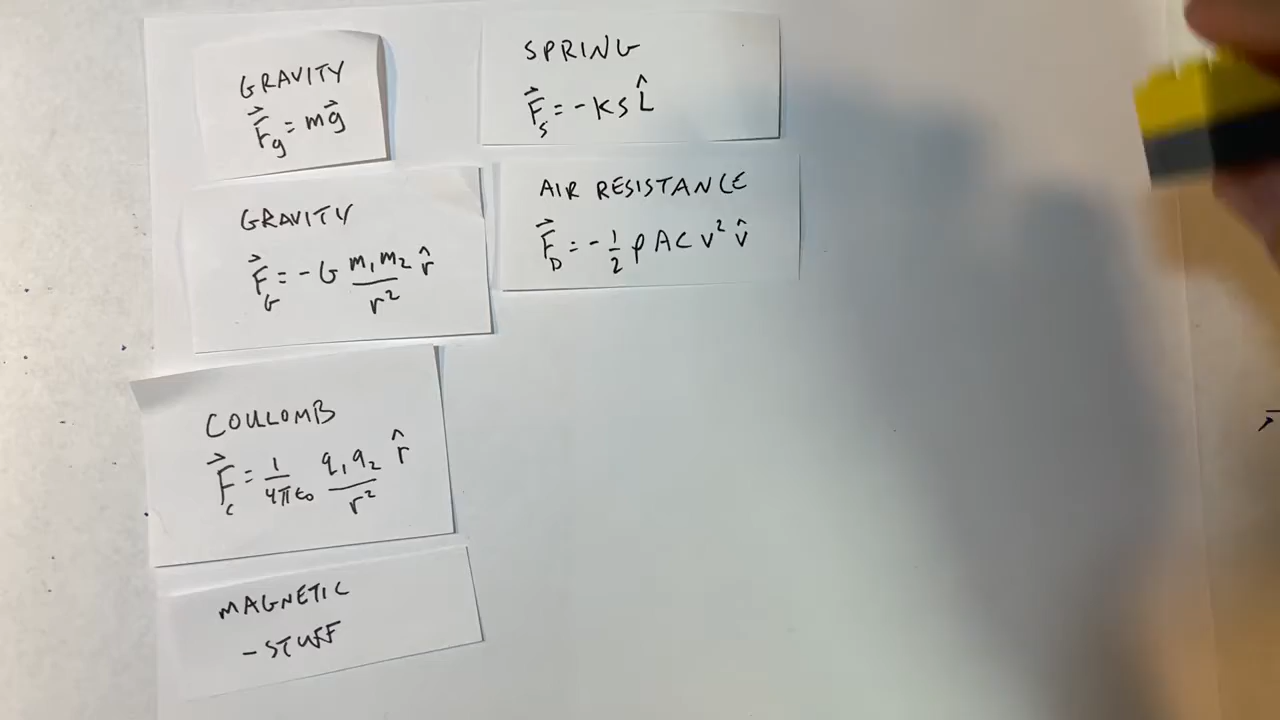 GRAVITY
F⃗g = mg⃗
GRAVITY
F⃗G = -G m₁m₂/r² r̂
COULOMB
F⃗c = 1/4πε₀ q₁q₂/r² r̂
MAGNETIC
- STUFF
SPRING
F⃗s = -ks L̂
AIR RESISTANCE
F⃗D = -1/2 ρAC v² v̂